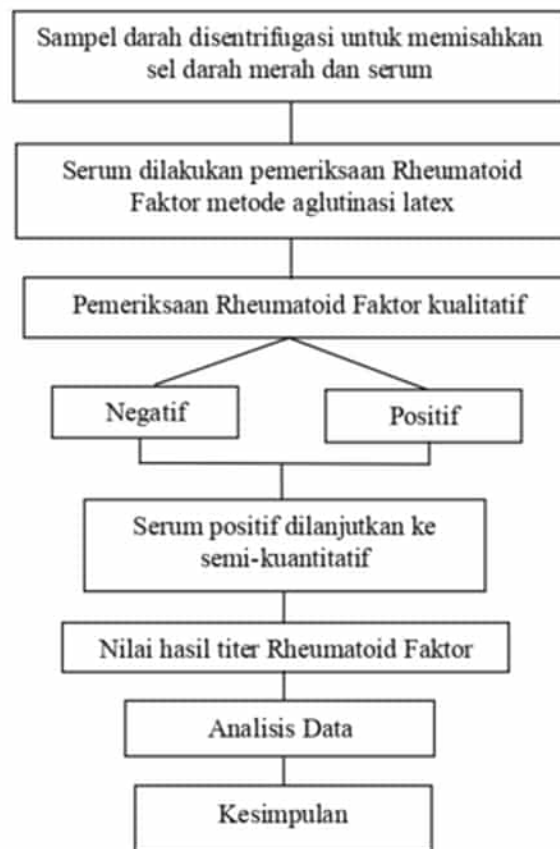 Sampel darah disentrifugasi untuk memisahkan
sel darah merah dan serum
Serum dilakukan pemeriksaan Rheumatoid
Faktor metode aglutinasi latex
Pemeriksaan Rheumatoid Faktor kualitatif
Negatif
Positif
Serum positif dilanjutkan ke
semi-kuantitatif
Nilai hasil titer Rheumatoid Faktor
Analisis Data
Kesimpulan